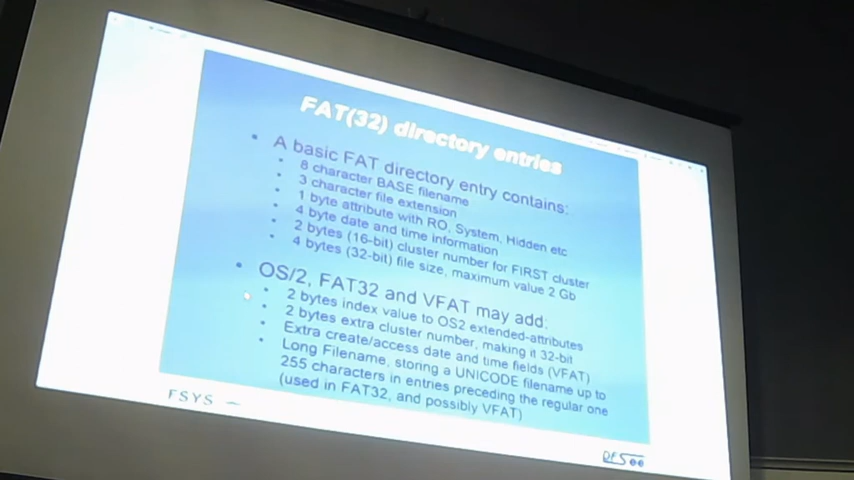 FAT(32) directory entries
• A basic FAT directory entry contains:
• 8 character BASE filename
• 3 character file extension
• 1 byte attribute with RO, System, Hidden etc
• 4 byte date and time information
• 2 bytes (16-bit) cluster number for FIRST cluster
• 4 bytes (32-bit) file size, maximum value 2 Gb
• OS/2, FAT32 and VFAT may add:
• 2 bytes index value to OS2 extended-attributes
• 2 bytes extra cluster number, making it 32-bit
• Extra create/access date and time fields (VFAT)
• Long Filename, storing a UNICODE filename up to
255 characters in entries preceding the regular one
(used in FAT32, and possibly VFAT)
FSYS –